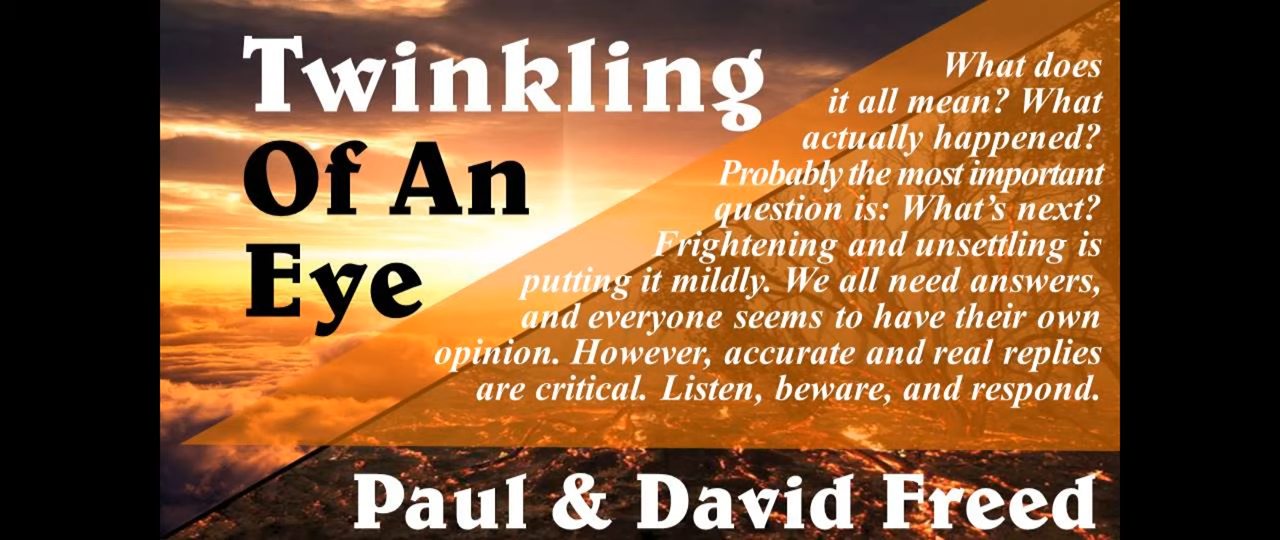 Twinkling
Of An
Eye
What does
it all mean? What
actually happened?
Probably the most important
question is: What's next?
Frightening and unsettling is
putting it mildly. We all need answers,
and everyone seems to have their own
opinion. However, accurate and real replies
are critical. Listen, beware, and respond.
Paul & David Freed